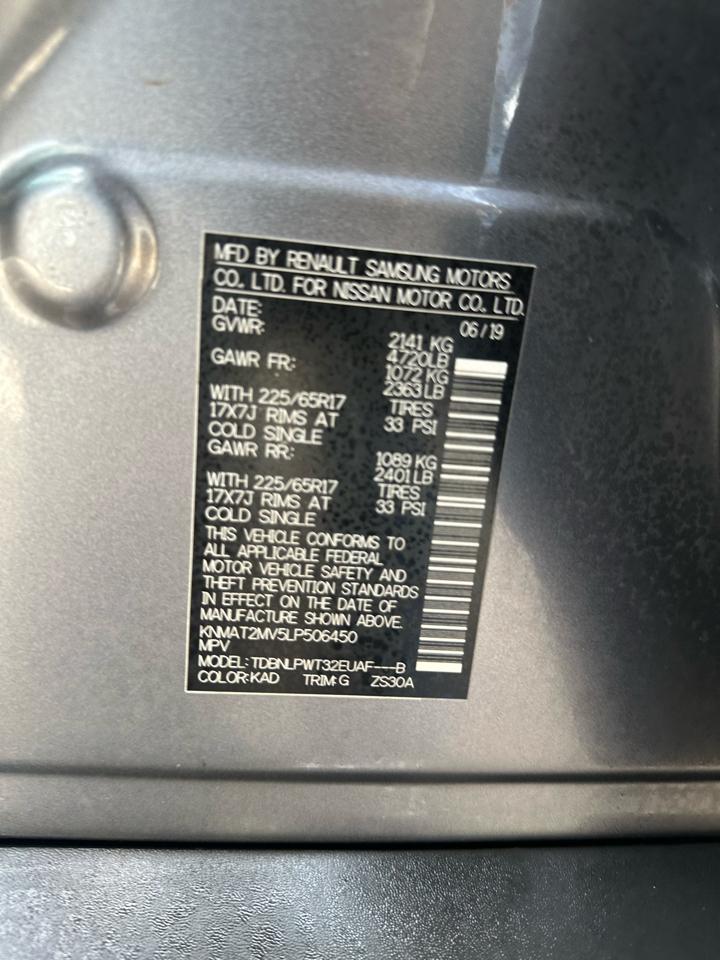 MFD BY RENAULT SAMSUNG MOTORS
CO., LTD. FOR NISSAN MOTOR CO., LTD.
DATE: 06/19
GVWR: 2141 KG
4720LB
GAWR FR: 1072 KG
2363LB
WITH 225/65R17 TIRES
17X7J RIMS AT 33 PSI
COLD SINGLE
GAWR RR: 1089 KG
2401LB
WITH 225/65R17 TIRES
17X7J RIMS AT 33 PSI
COLD SINGLE
THIS VEHICLE CONFORMS TO
ALL APPLICABLE FEDERAL
MOTOR VEHICLE SAFETY AND
THEFT PREVENTION STANDARDS
IN EFFECT ON THE DATE OF
MANUFACTURE SHOWN ABOVE.
KNMAT2MV5LP506450
MPV
MODEL: TDBNLPWT32EUAF---B
COLOR:KAD TRIM:G ZS30A